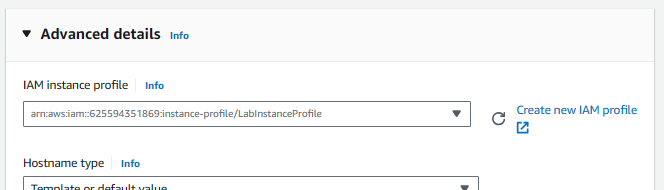 Advanced details Info
IAM instance profile Info
arn:aws:iam::625594351869:instance-profile/LabInstanceProfile
Create new IAM profile
Hostname type Info
Template or default value